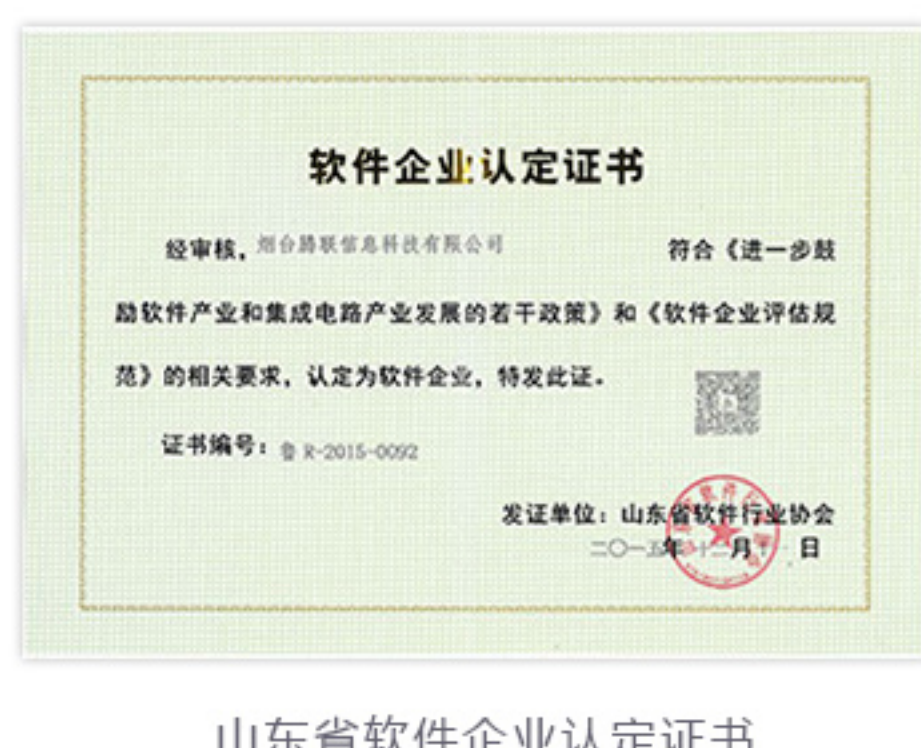 软件企业认定证书
经审核，烟台腾联信息科技有限公司 符合《进一步鼓
励软件产业和集成电路产业发展的若干政策》和《软件企业评估规
范》的相关要求，认定为软件企业，特发此证。
证书编号：鲁 R-2015-0092
发证单位：山东省软件行业协会
二〇一五年十二月 日
山东省软件企业认定证书